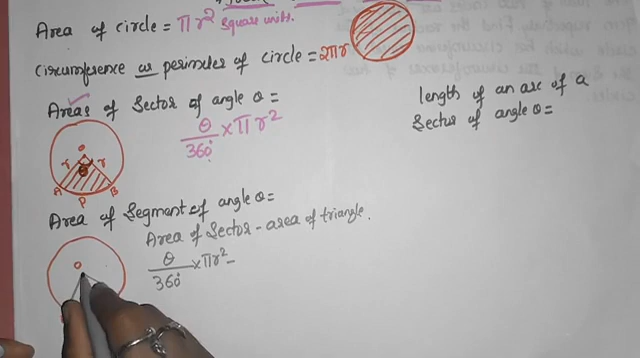 Area of circle = πr² square units.
Circumference or perimeter of circle = 2πr
Areas of Sector of angle θ =
θ/360° × πr²
length of an arc of a
Sector of angle θ =
O
r r
θ
A B
P
Area of Segment of angle θ =
Area of Sector - area of triangle.
θ/360° × πr² -
O